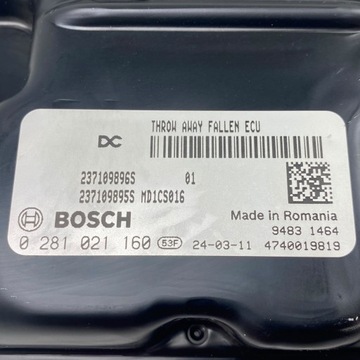 THROW AWAY FALLEN ECU
DC
237109896S 01
237109895S MD1CS016
BOSCH
Made in Romania
9483 1464
0 281 021 160 53F 24-03-11 4740019819